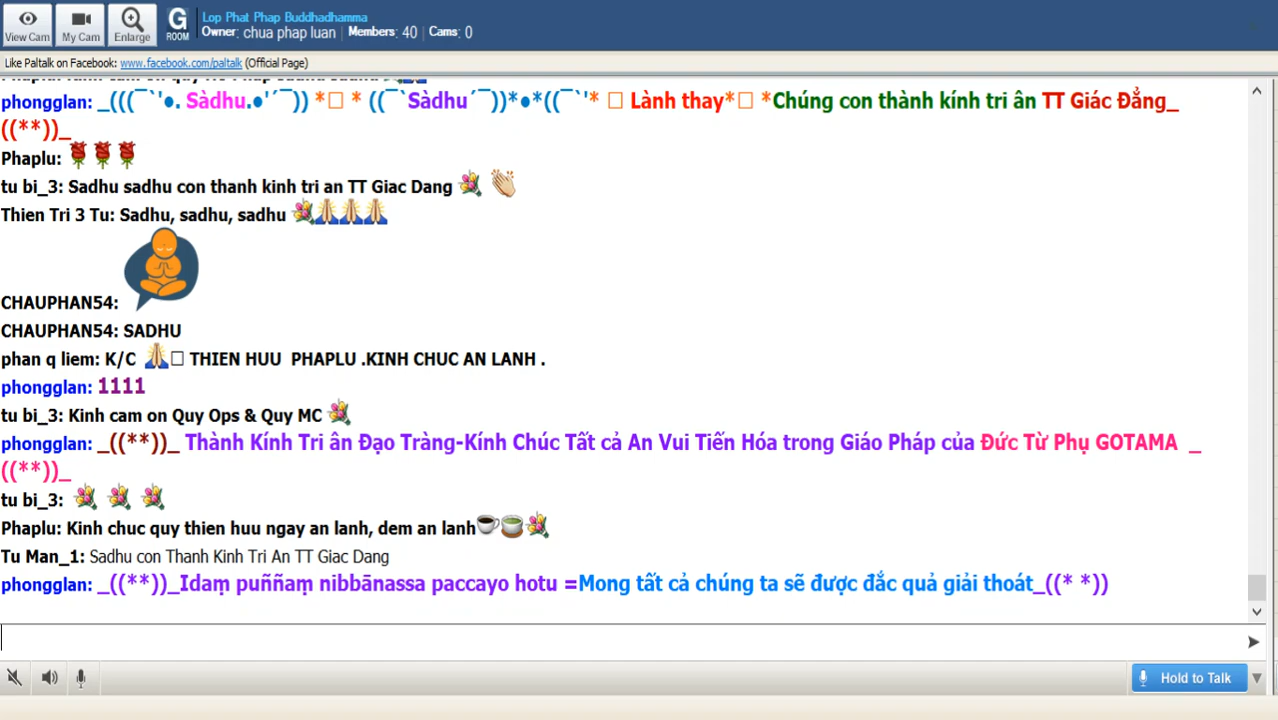 View Cam
My Cam
Enlarge
G
ROOM
Lop Phat Phap Buddhadhamma
Owner: chua phap luan | Members: 40 | Cams: 0
Like Paltalk on Facebook: www.facebook.com/paltalk (Official Page)
phongglan: _(((¯`'•. Sàdhu.•'´¯)) *□ * ((¯`Sàdhu´¯))*•*((¯`'* □ Lành thay*□ *Chúng con thành kính tri ân TT Giác Đẳng_
((**))_
Phaplu:
tu bi_3: Sadhu sadhu con thanh kinh tri an TT Giac Dang
Thien Tri 3 Tu: Sadhu, sadhu, sadhu
CHAUPHAN54:
CHAUPHAN54: SADHU
phan q liem: K/C □ THIEN HUU PHAPLU .KINH CHUC AN LANH .
phongglan: 1111
tu bi_3: Kinh cam on Quy Ops & Quy MC
phongglan: _((**))_ Thành Kính Tri ân Đạo Tràng-Kính Chúc Tất cả An Vui Tiến Hóa trong Giáo Pháp của Đức Từ Phụ GOTAMA _
((**))_
tu bi_3:
Phaplu: Kinh chuc quy thien huu ngay an lanh, dem an lanh
Tu Man_1: Sadhu con Thanh Kinh Tri An TT Giac Dang
phongglan: _((**))_Idaṃ puññaṃ nibbānassa paccayo hotu =Mong tất cả chúng ta sẽ được đắc quả giải thoát_((* *))
Hold to Talk